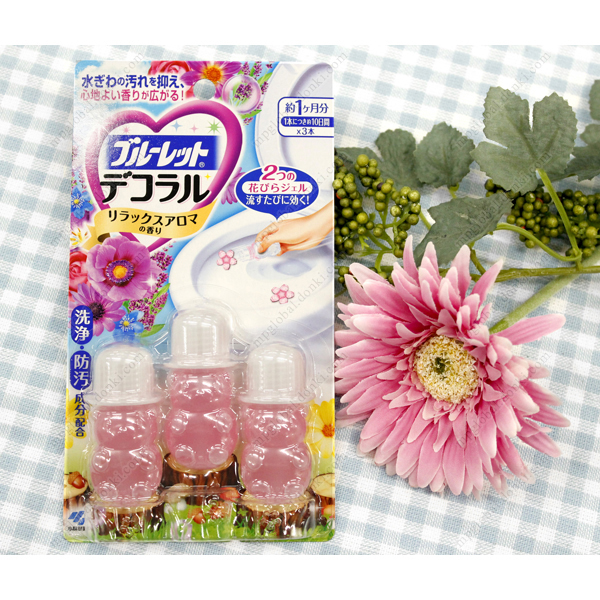 水ぎわの汚れを抑え、
心地よい香りが広がる!
約1ヶ月分
1本につき約10日間
×3本
ブルーレット
デコラル
リラックスアロマ
の香り
2つの
花びらジェル
流すたびに効く!
洗浄・防汚成分配合
小林製薬